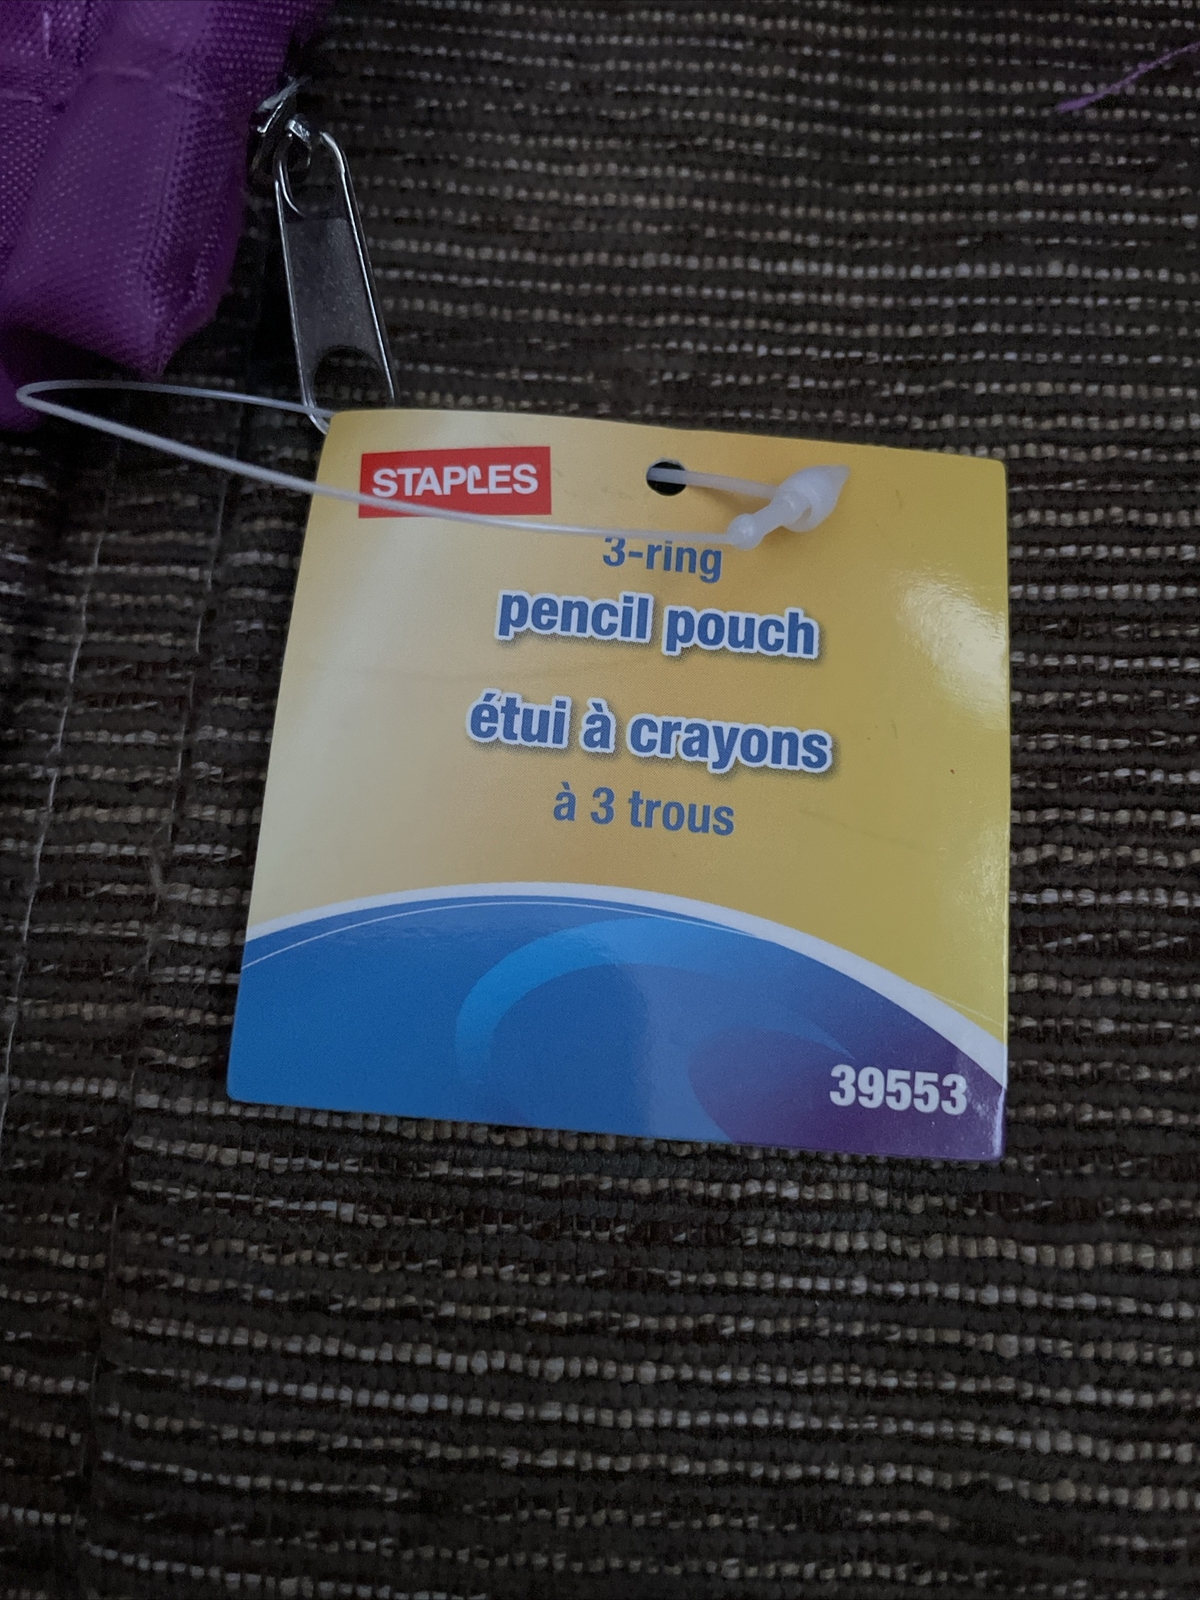 STAPLES
3-ring
pencil pouch
étui à crayons
à 3 trous
39553